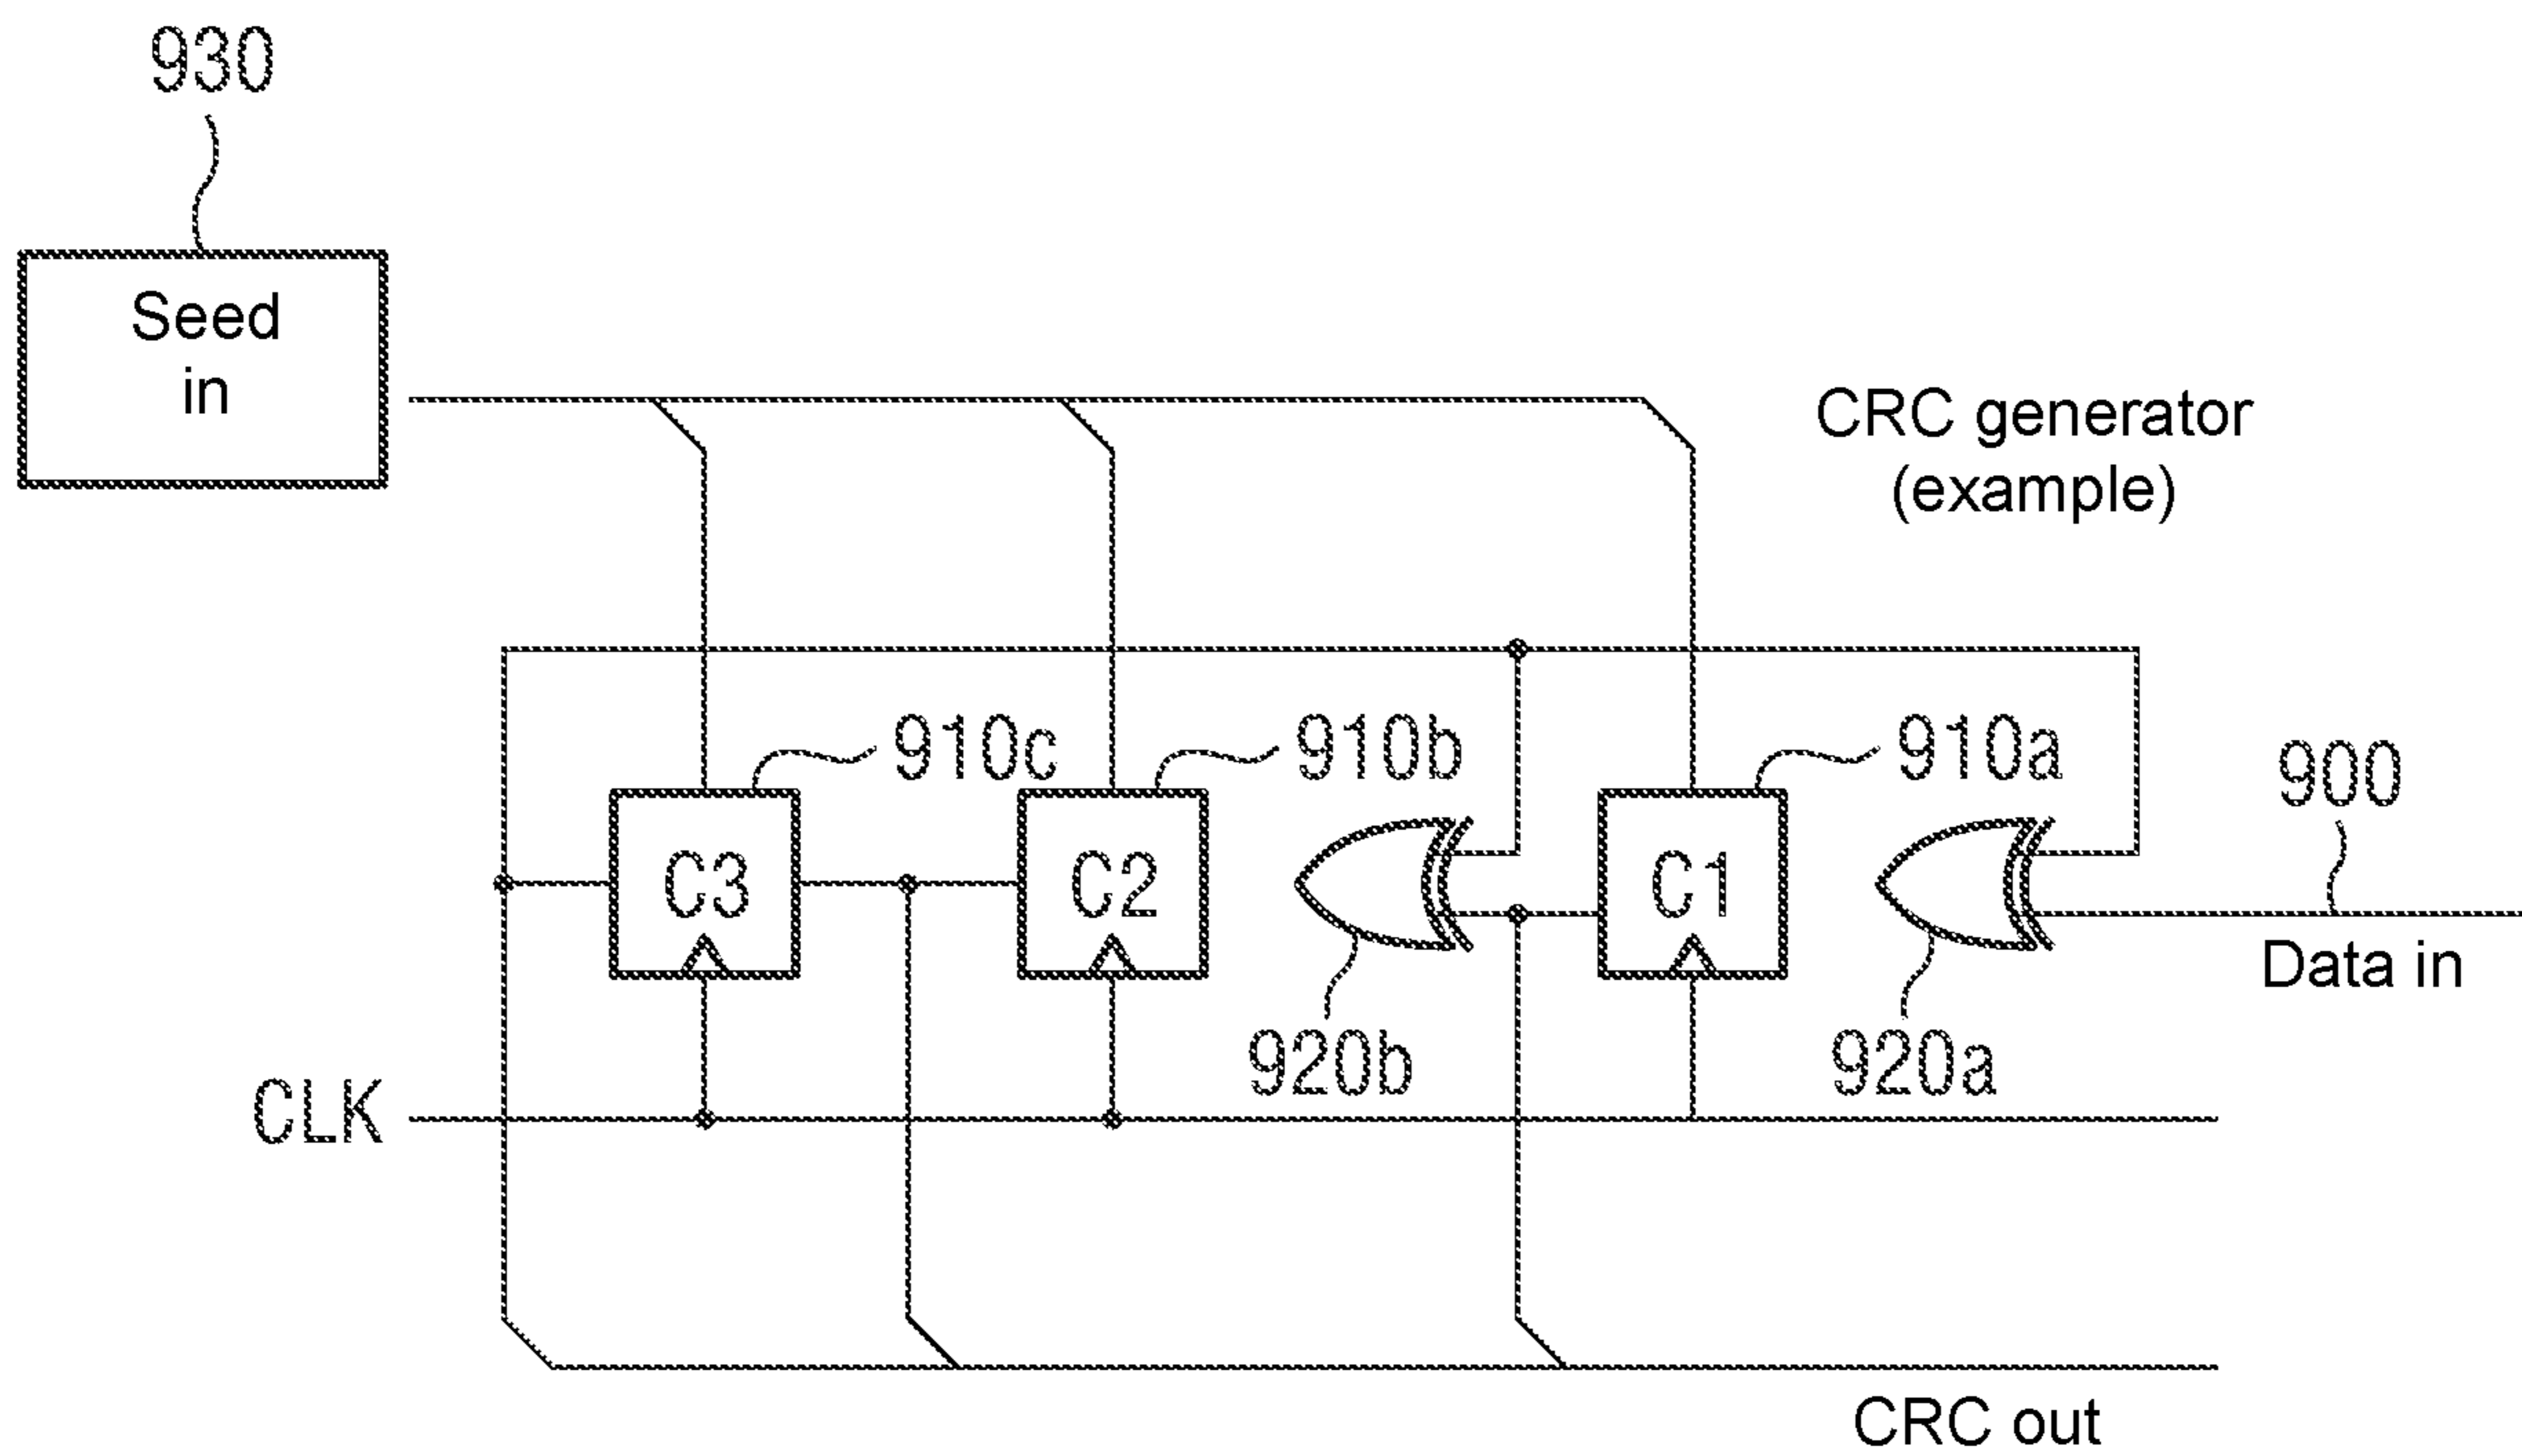 930
Seed
in
CRC generator
(example)
910c
910b
910a
900
C3
C2
C1
Data in
920b
920a
CLK
CRC out